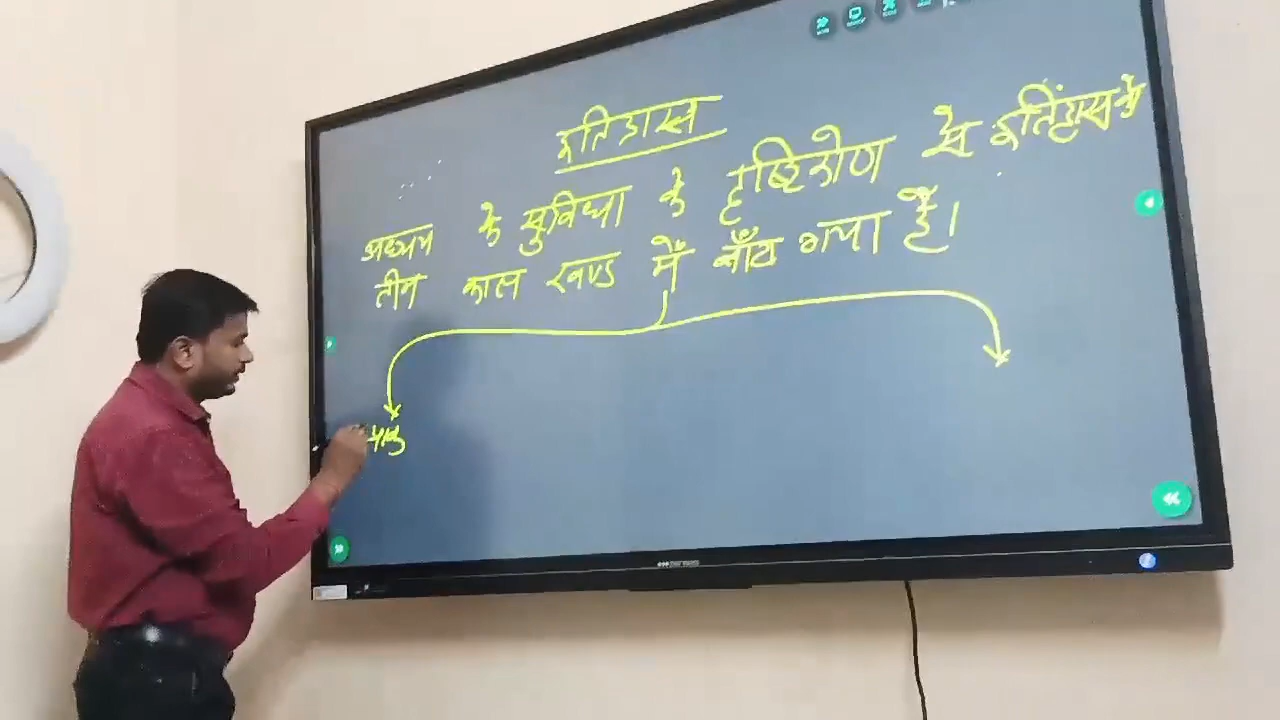 इतिहास
अध्ययन के सुविधा के दृष्टिकोण से इतिहास के
तीन काल खण्ड में बाँटा गया है।